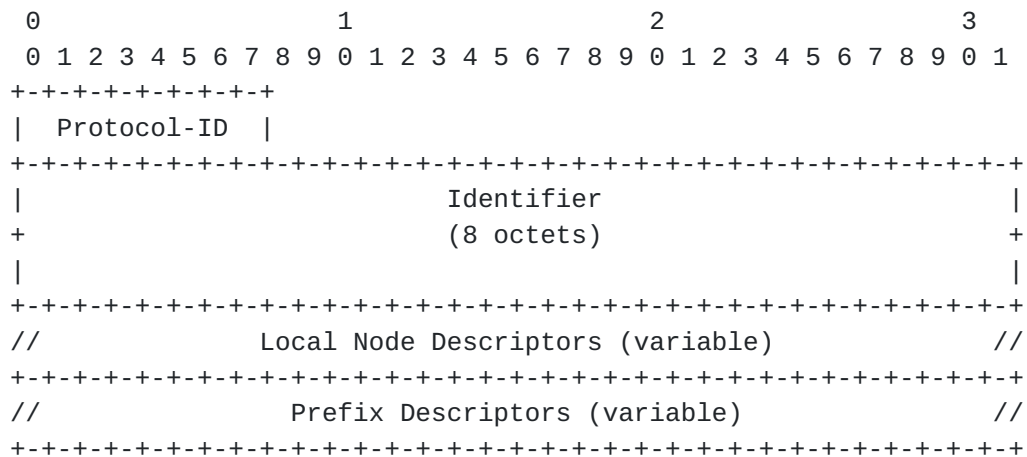 0                   1                   2                   3
 0 1 2 3 4 5 6 7 8 9 0 1 2 3 4 5 6 7 8 9 0 1 2 3 4 5 6 7 8 9 0 1
+-+-+-+-+-+-+-+-+
|  Protocol-ID  |
+-+-+-+-+-+-+-+-+-+-+-+-+-+-+-+-+-+-+-+-+-+-+-+-+-+-+-+-+-+-+-+-+
|                           Identifier                          |
+                           (8 octets)                          +
|                                                               |
+-+-+-+-+-+-+-+-+-+-+-+-+-+-+-+-+-+-+-+-+-+-+-+-+-+-+-+-+-+-+-+-+
//              Local Node Descriptors (variable)              //
+-+-+-+-+-+-+-+-+-+-+-+-+-+-+-+-+-+-+-+-+-+-+-+-+-+-+-+-+-+-+-+-+
//                Prefix Descriptors (variable)                //
+-+-+-+-+-+-+-+-+-+-+-+-+-+-+-+-+-+-+-+-+-+-+-+-+-+-+-+-+-+-+-+-+